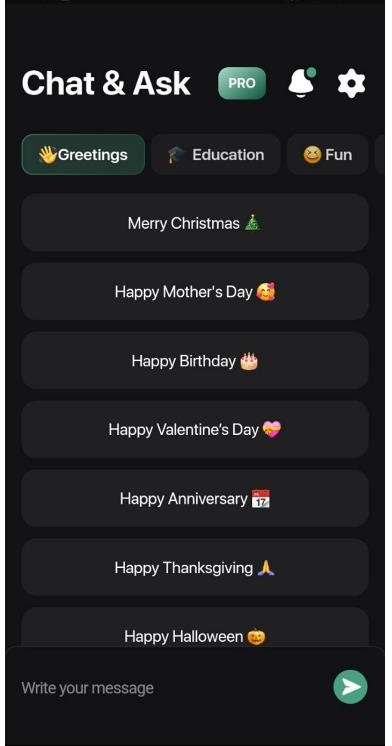 Chat & Ask PRO
👋Greetings 🎓 Education 😆 Fun
Merry Christmas 🎄
Happy Mother's Day 🥰
Happy Birthday 🎂
Happy Valentine's Day 💝
Happy Anniversary 📆
Happy Thanksgiving 🙏
Happy Halloween 🎃
Write your message